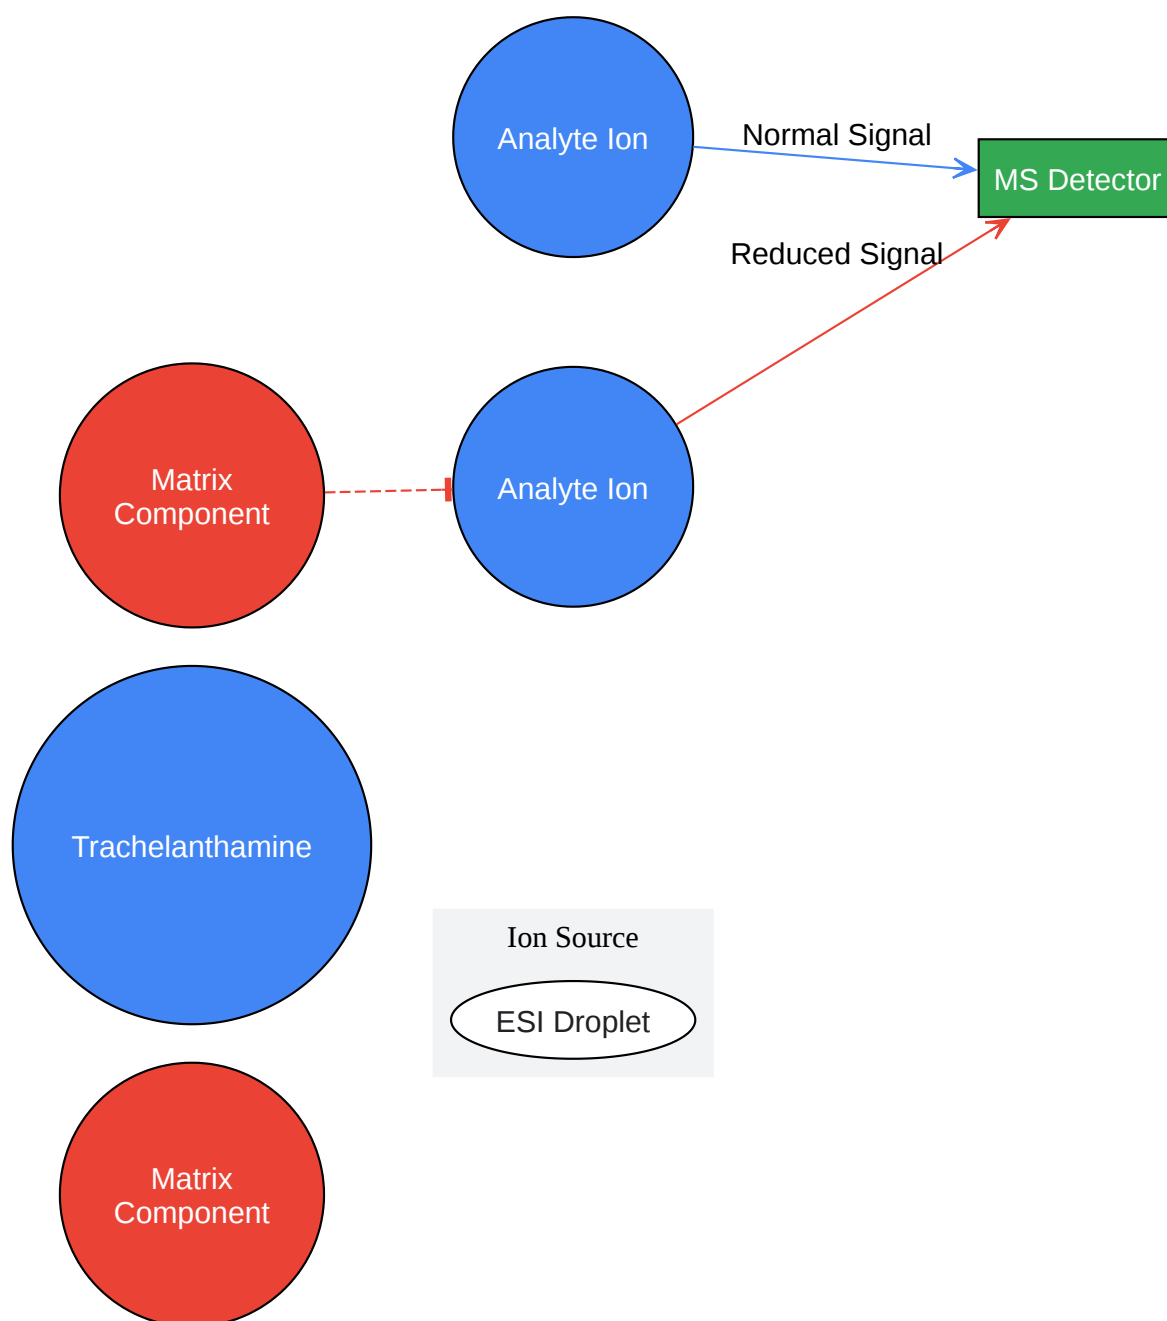 Analyte Ion
Normal Signal
MS Detector
Reduced Signal
Matrix
Component
Analyte Ion
Trachelanthamine
Ion Source
ESI Droplet
Matrix
Component